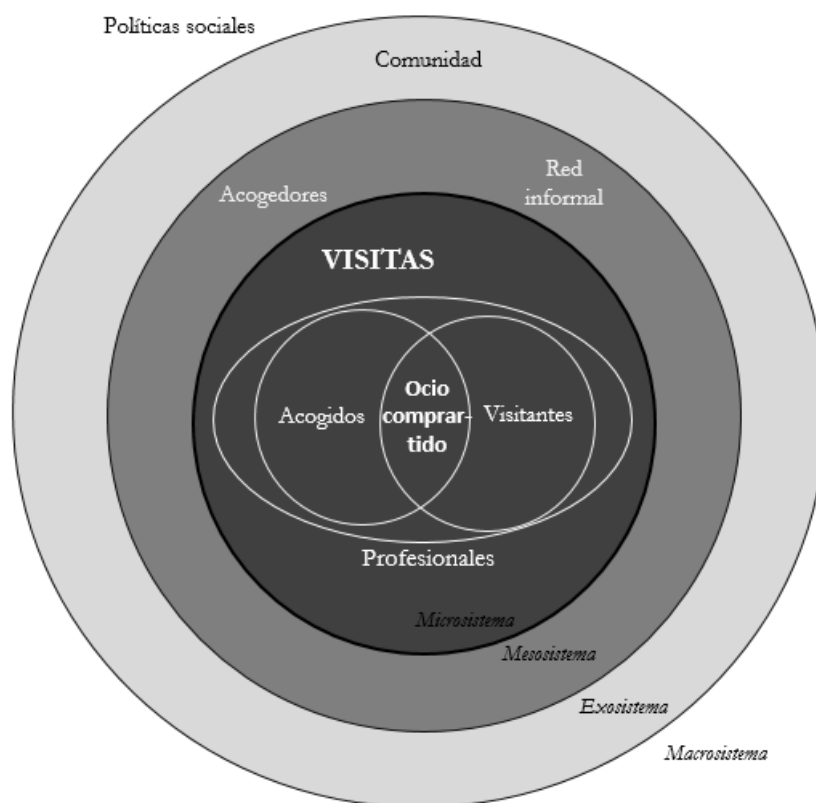 Políticas sociales
Comunidad
Acogedores
Red
informal
VISITAS
Acogidos
Ocio
comprar-
tido
Visitantes
Profesionales
Microsistema
Mesosistema
Exosistema
Macrosistema